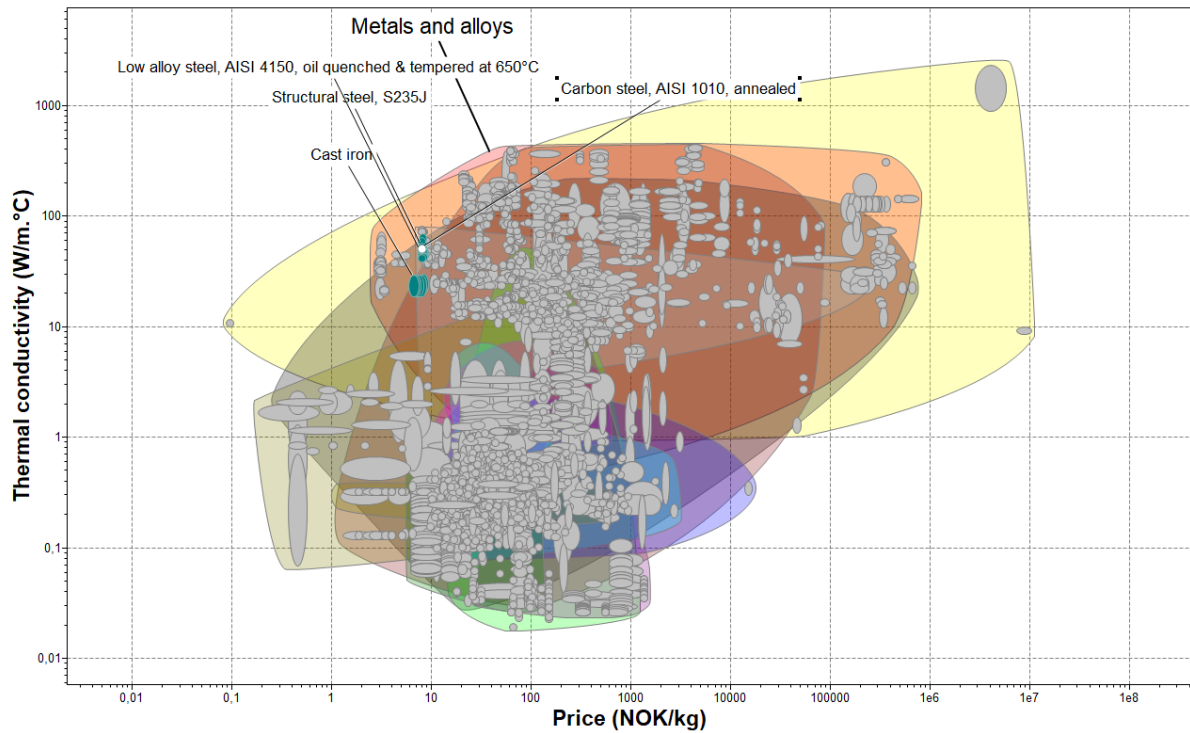 Metals and alloys
Low alloy steel, AISI 4150, oil quenched & tempered at 650°C
Carbon steel, AISI 1010, annealed
Structural steel, S235J
Cast iron
Thermal conductivity (W/m.°C)
1000
100
10
1
0,1
0,01
0,01
0,1
1
10
100
1000
10000
100000
1e6
1e7
1e8
Price (NOK/kg)